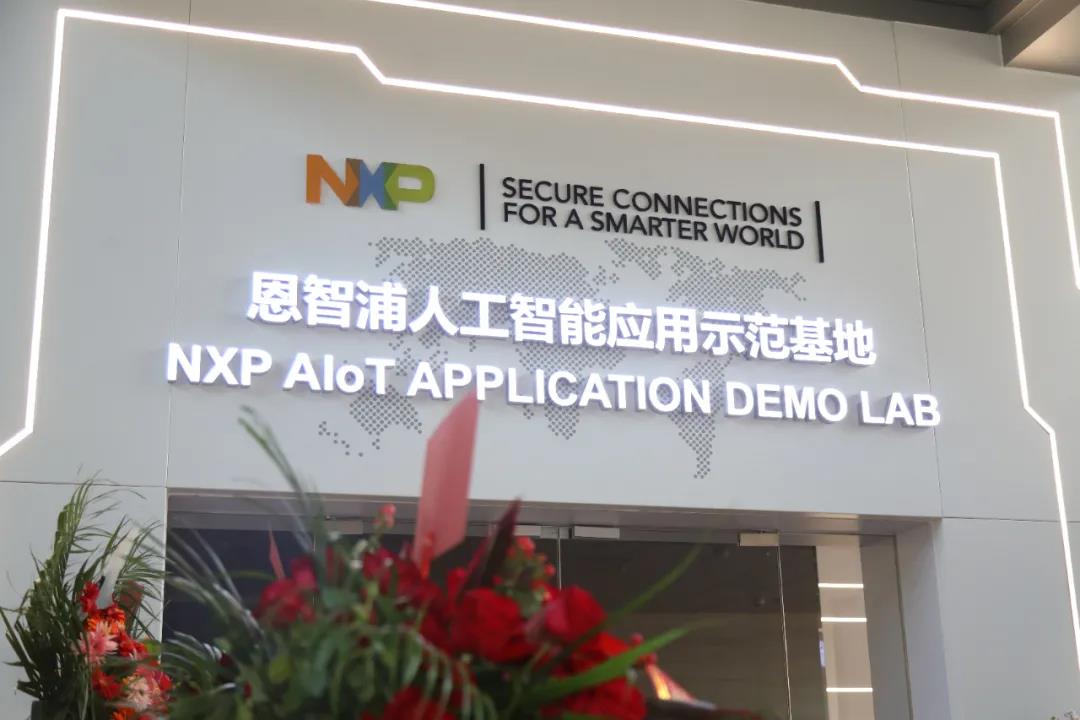 NXP
SECURE CONNECTIONS
FOR A SMARTER WORLD
恩智浦人工智能应用示范基地
NXP AIoT APPLICATION DEMO LAB